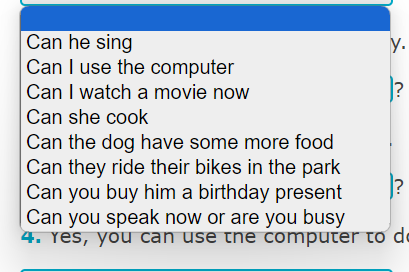 y.
Can he sing
Can I use the computer
Can I watch a movie now
?
Can she cook
Can the dog have some more food
Can they ride their bikes in the park
Can you buy him a birthday present
?
Can you speak now or are you busy
4. Yes, you can use the computer to do